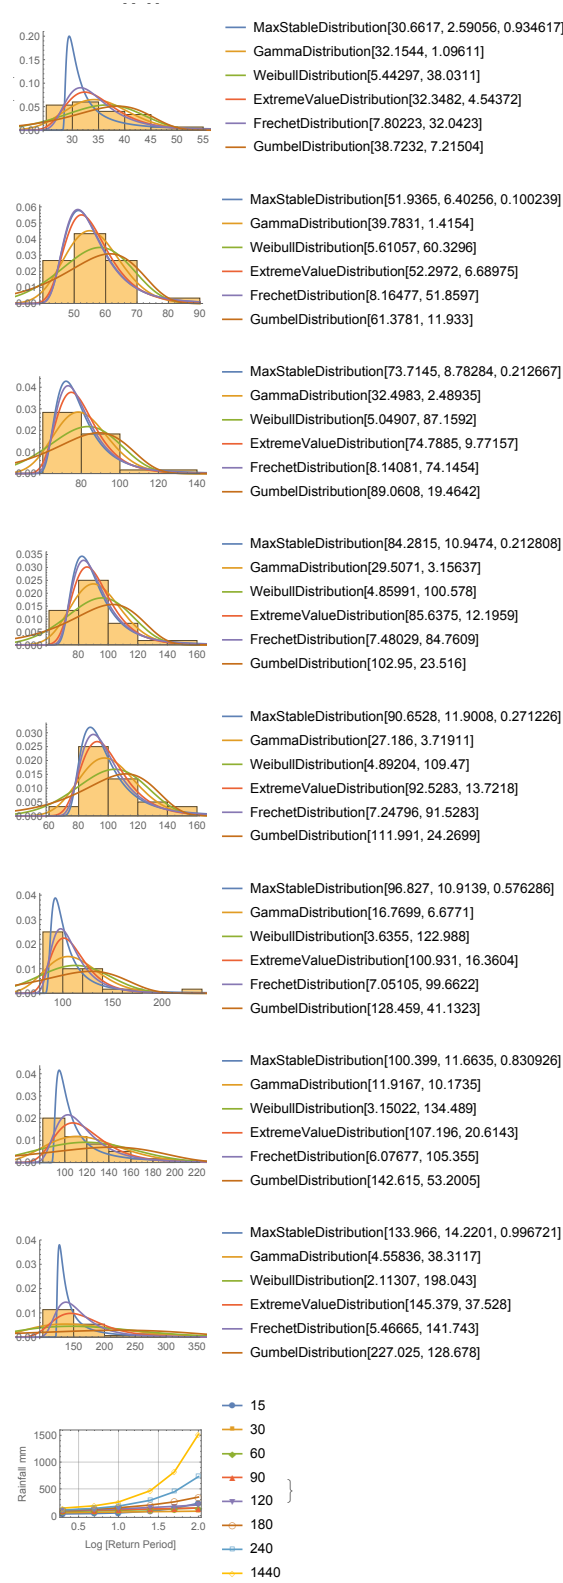 MaxStableDistribution[30.6617, 2.59056, 0.934617]
GammaDistribution[32.1544, 1.09611]
WeibullDistribution[5.44297, 38.0311]
ExtremeValueDistribution[32.3482, 4.54372]
FrechetDistribution[7.80223, 32.0423]
GumbelDistribution[38.7232, 7.21504]
0.20
0.15
0.10
0.05
0.00
30 35 40 45 50 55
MaxStableDistribution[51.9365, 6.40256, 0.100239]
GammaDistribution[39.7831, 1.4154]
WeibullDistribution[5.61057, 60.3296]
ExtremeValueDistribution[52.2972, 6.68975]
FrechetDistribution[8.16477, 51.8597]
GumbelDistribution[61.3781, 11.933]
0.06
0.05
0.04
0.03
0.02
0.01
0.00
50 60 70 80 90
MaxStableDistribution[73.7145, 8.78284, 0.212667]
GammaDistribution[32.4983, 2.48935]
WeibullDistribution[5.04907, 87.1592]
ExtremeValueDistribution[74.7885, 9.77157]
FrechetDistribution[8.14081, 74.1454]
GumbelDistribution[89.0608, 19.4642]
0.04
0.03
0.02
0.01
0.00
80 100 120 140
MaxStableDistribution[84.2815, 10.9474, 0.212808]
GammaDistribution[29.5071, 3.15637]
WeibullDistribution[4.85991, 100.578]
ExtremeValueDistribution[85.6375, 12.1959]
FrechetDistribution[7.48029, 84.7609]
GumbelDistribution[102.95, 23.516]
0.035
0.030
0.025
0.020
0.015
0.010
0.005
0.000
60 80 100 120 140 160
MaxStableDistribution[90.6528, 11.9008, 0.271226]
GammaDistribution[27.186, 3.71911]
WeibullDistribution[4.89204, 109.47]
ExtremeValueDistribution[92.5283, 13.7218]
FrechetDistribution[7.24796, 91.5283]
GumbelDistribution[111.991, 24.2699]
0.030
0.025
0.020
0.015
0.010
0.005
0.000
60 80 100 120 140 160
MaxStableDistribution[96.827, 10.9139, 0.576286]
GammaDistribution[16.7699, 6.6771]
WeibullDistribution[3.6355, 122.988]
ExtremeValueDistribution[100.931, 16.3604]
FrechetDistribution[7.05105, 99.6622]
GumbelDistribution[128.459, 41.1323]
0.04
0.03
0.02
0.01
0.00
100 150 200
MaxStableDistribution[100.399, 11.6635, 0.830926]
GammaDistribution[11.9167, 10.1735]
WeibullDistribution[3.15022, 134.489]
ExtremeValueDistribution[107.196, 20.6143]
FrechetDistribution[6.07677, 105.355]
GumbelDistribution[142.615, 53.2005]
0.04
0.03
0.02
0.01
0.00
100 120 140 160 180 200 220
MaxStableDistribution[133.966, 14.2201, 0.996721]
GammaDistribution[4.55836, 38.3117]
WeibullDistribution[2.11307, 198.043]
ExtremeValueDistribution[145.379, 37.528]
FrechetDistribution[5.46665, 141.743]
GumbelDistribution[227.025, 128.678]
0.04
0.03
0.02
0.01
0.00
150 200 250 300 350
Rainfall mm
1500
1000
500
0
0.5 1.0 1.5 2.0
Log [Return Period]
15
30
60
90
120
180
240
1440
}